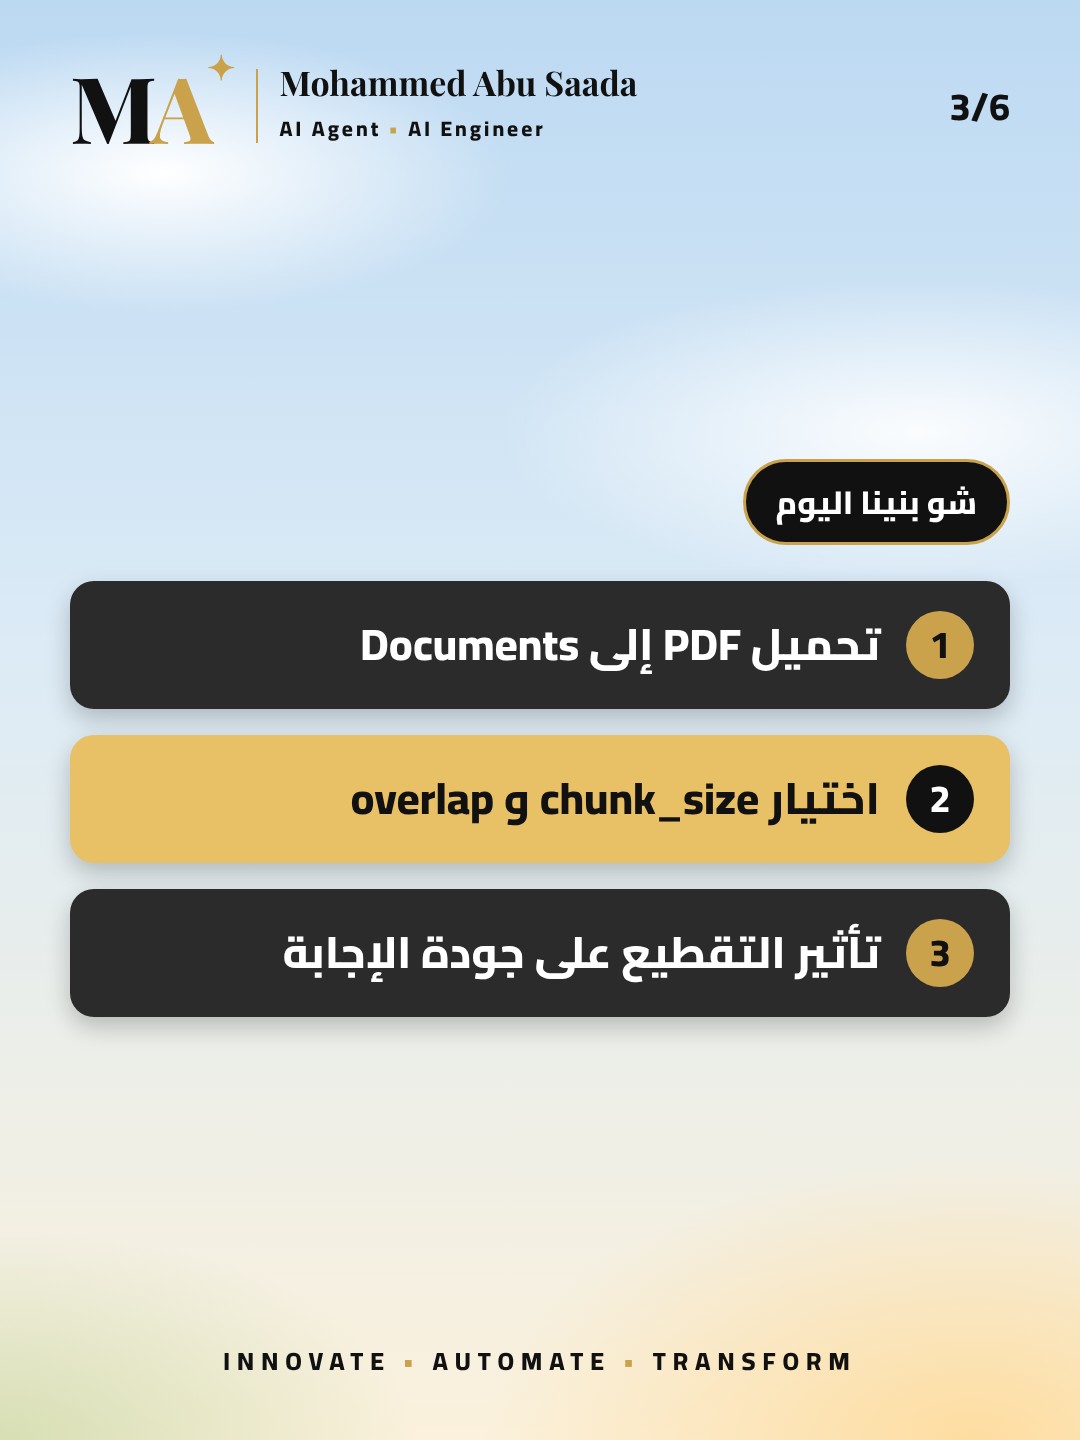 MA
Mohammed Abu Saada
AI Agent ▪ AI Engineer
3/6
شو بنينا اليوم
1 تحميل PDF إلى Documents
2 اختيار chunk_size و overlap
3 تأثير التقطيع على جودة الإجابة
INNOVATE ▪ AUTOMATE ▪ TRANSFORM